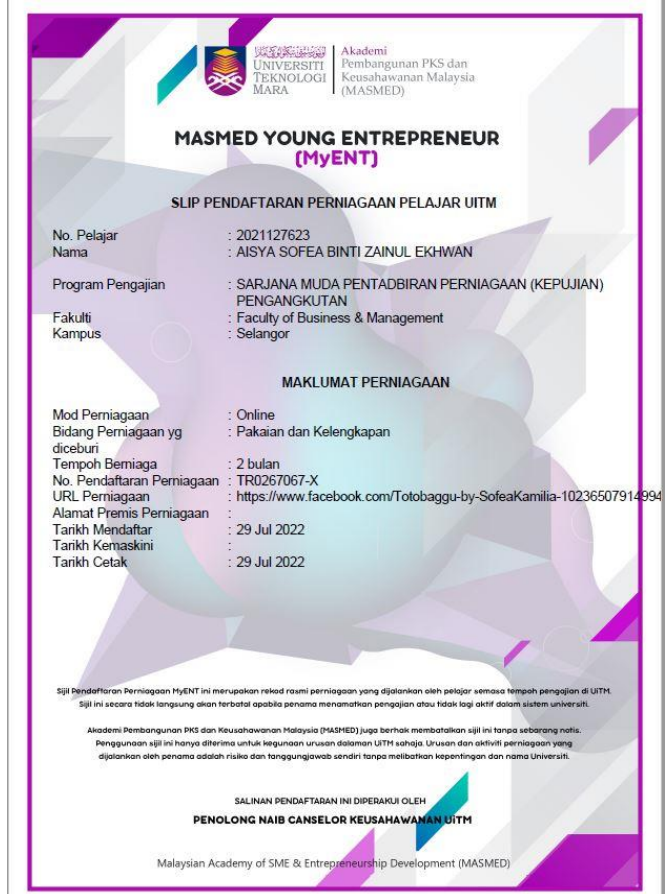 UNIVERSITI
TEKNOLOGI
MARA
Akademi
Pembangunan PKS dan
Keusahawanan Malaysia
(MASMED)
MASMED YOUNG ENTREPRENEUR
(MyENT)
SLIP PENDAFTARAN PERNIAGAAN PELAJAR UITM
No. Pelajar : 2021127623
Nama : AISYA SOFEA BINTI ZAINUL EKHWAN
Program Pengajian : SARJANA MUDA PENTADBIRAN PERNIAGAAN (KEPUJIAN)
PENGANGKUTAN
Fakulti : Faculty of Business & Management
Kampus : Selangor
MAKLUMAT PERNIAGAAN
Mod Perniagaan : Online
Bidang Perniagaan yg : Pakaian dan Kelengkapan
diceburi
Tempoh Berniaga : 2 bulan
No. Pendaftaran Perniagaan : TR0267067-X
URL Perniagaan : https://www.facebook.com/Totobaggu-by-SofeaKamilia-10236507914994
Alamat Premis Perniagaan :
Tarikh Mendaftar : 29 Jul 2022
Tarikh Kemaskini :
Tarikh Cetak : 29 Jul 2022
Sijil Pendaftaran Perniagaan MyENT ini merupakan rekod rasmi perniagaan yang dijalankan oleh pelajar semasa tempoh pengajian di UiTM.
Sijil ini secara tidak langsung akan terbatal apabila penama menamatkan pengajian atau tidak lagi aktif dalam sistem universiti.
Akademi Pembangunan PKS dan Keusahawanan Malaysia (MASMED) juga berhak membatalkan sijil ini tanpa sebarang notis.
Penggunaan sijil ini hanya diterima untuk kegunaan urusan dalaman UiTM sahaja. Urusan dan aktiviti perniagaan yang
dijalankan oleh penama adalah risiko dan tanggungjawab sendiri tanpa melibatkan kepentingan dan nama Universiti.
SALINAN PENDAFTARAN INI DIPERAKUI OLEH
PENOLONG NAIB CANSELOR KEUSAHAWANAN UiTM
Malaysian Academy of SME & Entrepreneurship Development (MASMED)